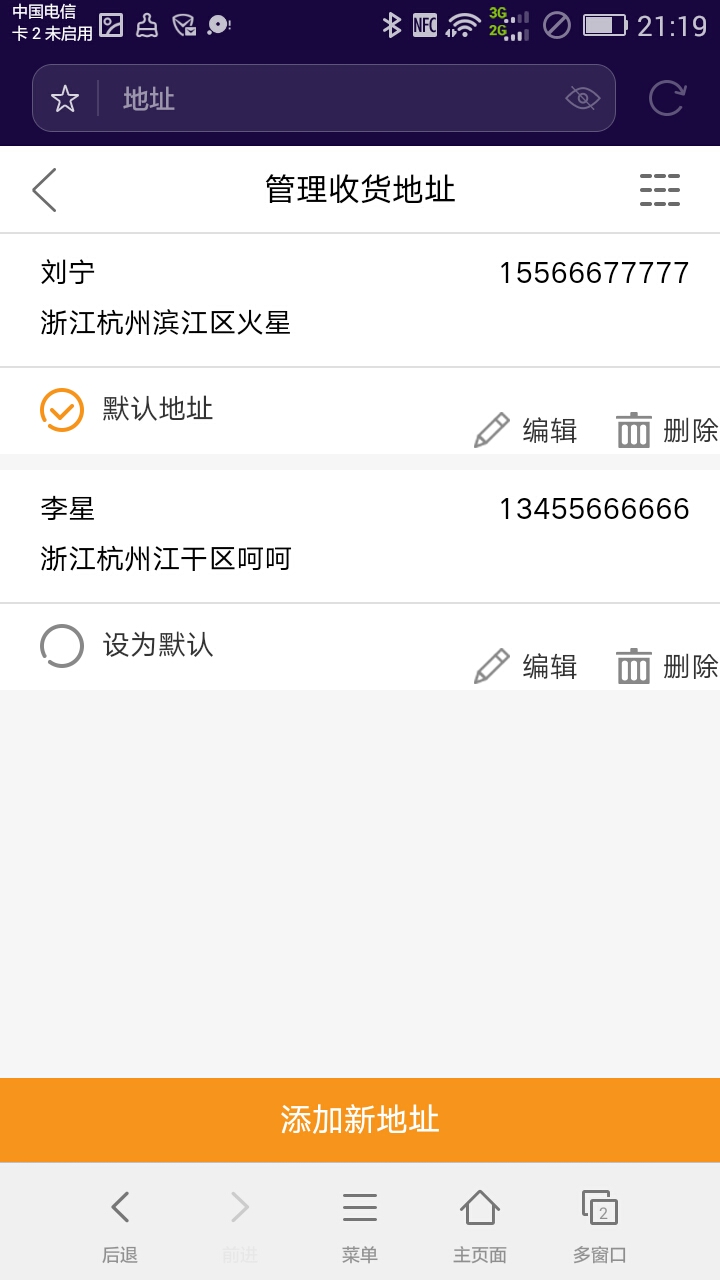 中国电信
卡 2 未启用
NFC
3G
2G
21:19
地址
管理收货地址
刘宁 15566677777
浙江杭州滨江区火星
默认地址 编辑 删除
李星 13455666666
浙江杭州江干区呵呵
设为默认 编辑 删除
添加新地址
2
后退 前进 菜单 主页面 多窗口